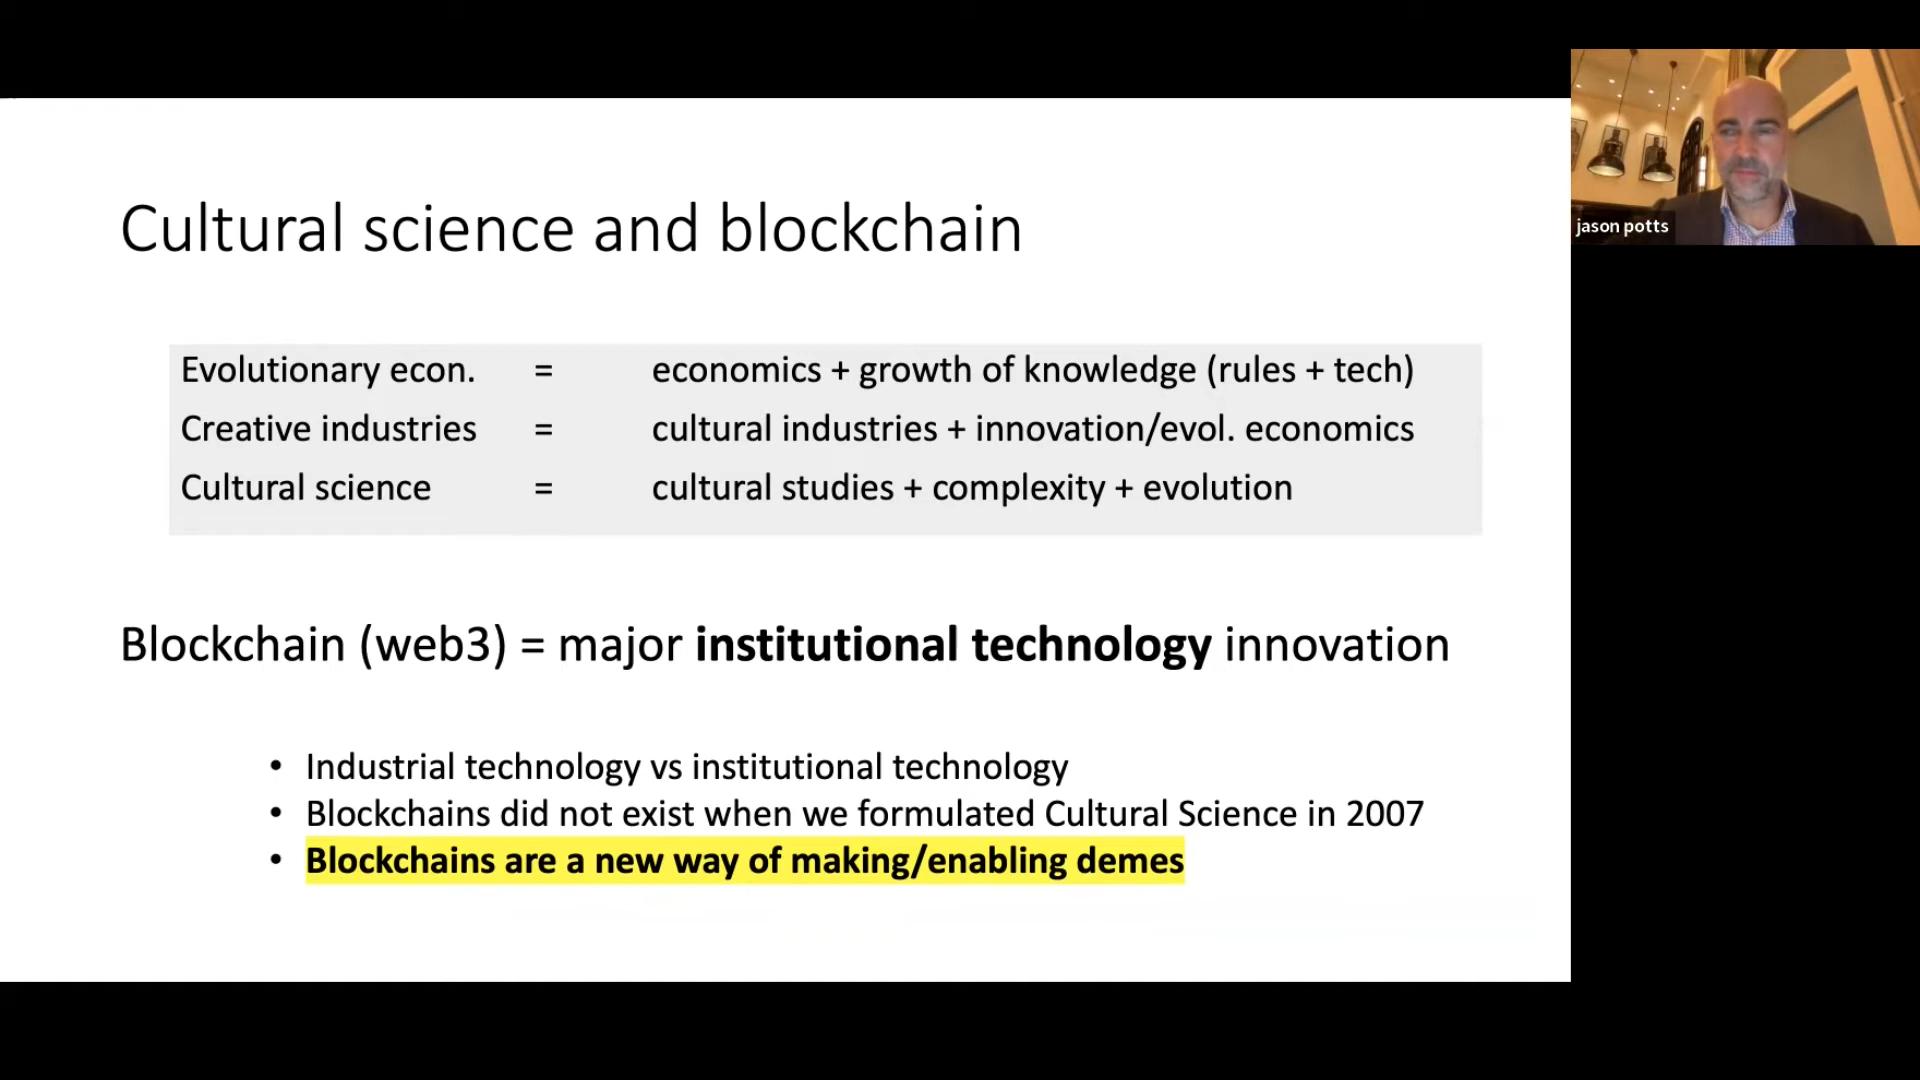 Cultural science and blockchain
Evolutionary econ. = economics + growth of knowledge (rules + tech)
Creative industries = cultural industries + innovation/evol. economics
Cultural science = cultural studies + complexity + evolution
Blockchain (web3) = major institutional technology innovation
• Industrial technology vs institutional technology
• Blockchains did not exist when we formulated Cultural Science in 2007
• Blockchains are a new way of making/enabling demes
jason potts